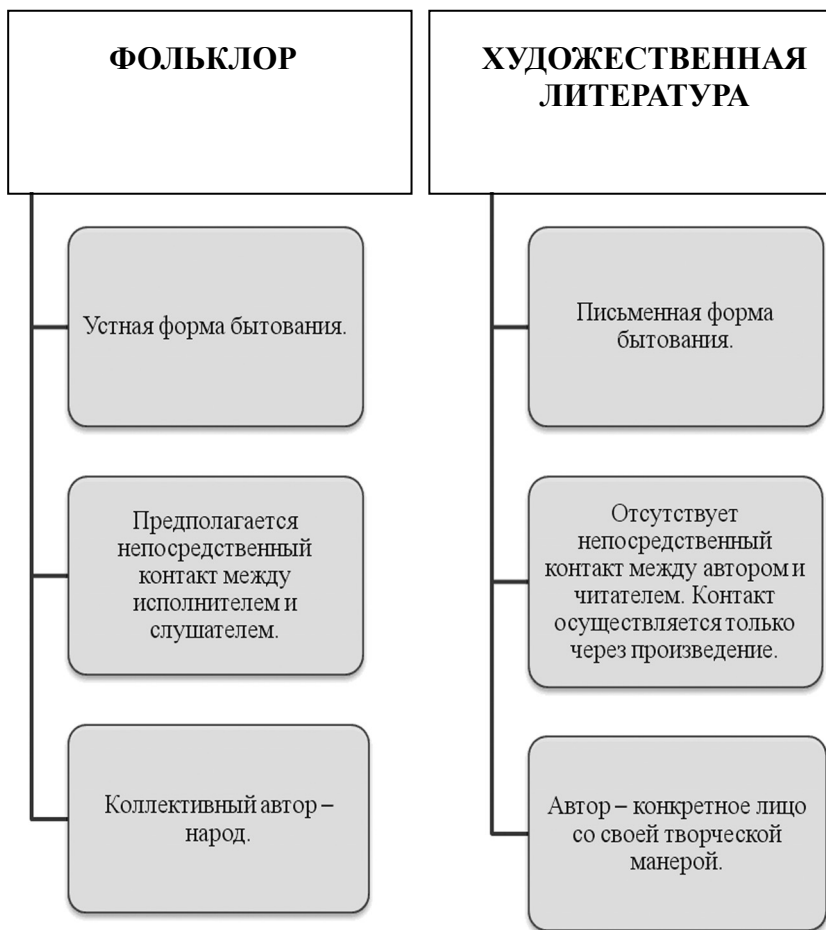 ФОЛЬКЛОР
Устная форма бытования.
Предполагается
непосредственный
контакт между
исполнителем и
слушателем.
Коллективный автор –
народ.
ХУДОЖЕСТВЕННАЯ
ЛИТЕРАТУРА
Письменная форма
бытования.
Отсутствует
непосредственный
контакт между автором и
читателем. Контакт
осуществляется только
через произведение.
Автор – конкретное лицо
со своей творческой
манерой.